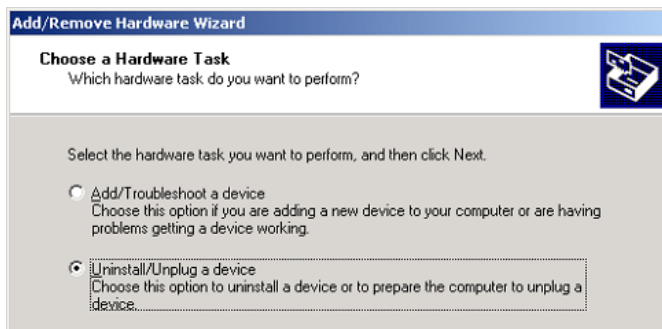 Add/Remove Hardware Wizard
Choose a Hardware Task
Which hardware task do you want to perform?
Select the hardware task you want to perform, and then click Next.
Add/Troubleshoot a device
Choose this option if you are adding a new device to your computer or are having
problems getting a device working.
Uninstall/Unplug a device
Choose this option to uninstall a device or to prepare the computer to unplug a
device.